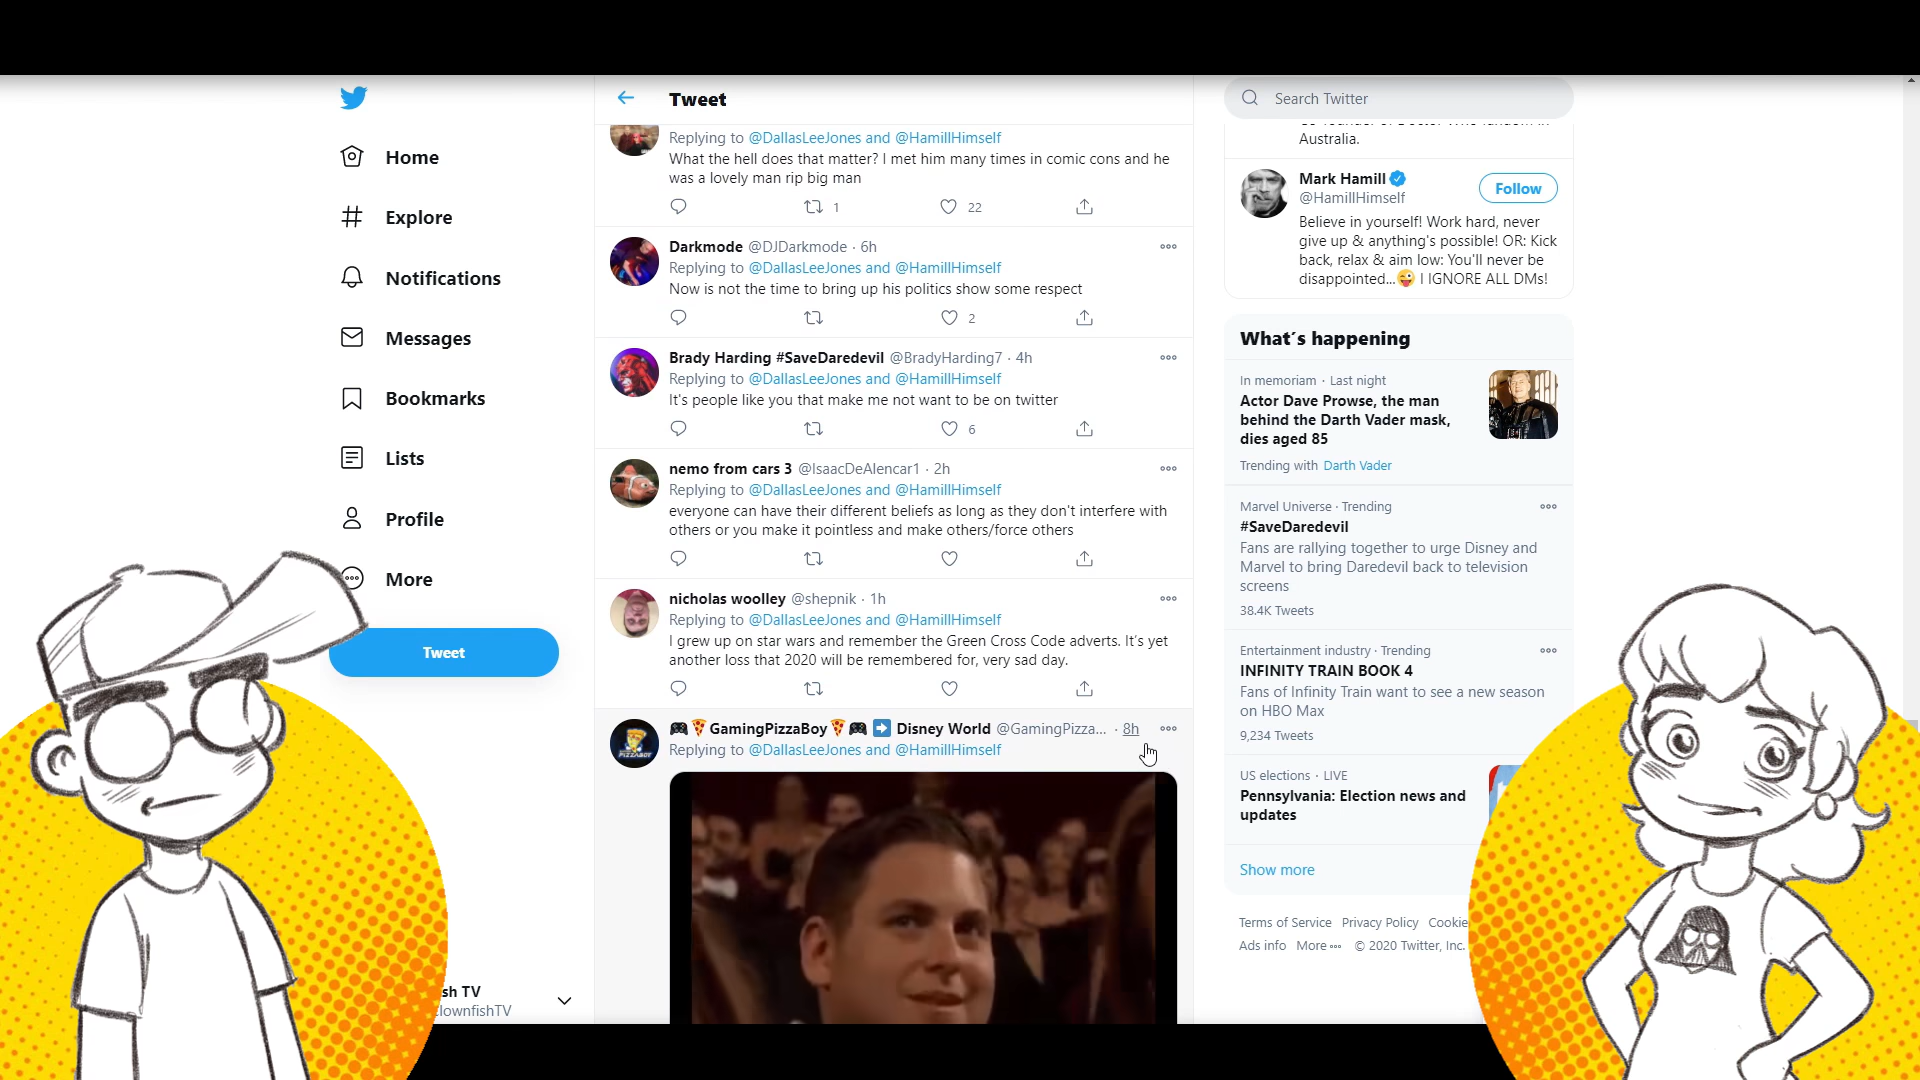 Home
Explore
Notifications
Messages
Bookmarks
Lists
Profile
More
Tweet
sh TV
lownfishTV
Tweet
Replying to @DallasLeeJones and @HamillHimself
What the hell does that matter? I met him many times in comic cons and he
was a lovely man rip big man
1 22
Darkmode @DJDarkmode · 6h
Replying to @DallasLeeJones and @HamillHimself
Now is not the time to bring up his politics show some respect
2
Brady Harding #SaveDaredevil @BradyHarding7 · 4h
Replying to @DallasLeeJones and @HamillHimself
It's people like you that make me not want to be on twitter
6
nemo from cars 3 @IsaacDeAlencar1 · 2h
Replying to @DallasLeeJones and @HamillHimself
everyone can have their different beliefs as long as they don't interfere with
others or you make it pointless and make others/force others
nicholas woolley @shepnik · 1h
Replying to @DallasLeeJones and @HamillHimself
I grew up on star wars and remember the Green Cross Code adverts. It's yet
another loss that 2020 will be remembered for, very sad day.
🎮🍕GamingPizzaBoy🍕🎮➡️ Disney World @GamingPizza... · 8h
Replying to @DallasLeeJones and @HamillHimself
PIZZABOY
Search Twitter
Australia.
Mark Hamill
@HamillHimself
Follow
Believe in yourself! Work hard, never
give up & anything's possible! OR: Kick
back, relax & aim low: You'll never be
disappointed...😜 I IGNORE ALL DMs!
What's happening
In memoriam · Last night
Actor Dave Prowse, the man
behind the Darth Vader mask,
dies aged 85
Trending with Darth Vader
Marvel Universe · Trending
#SaveDaredevil
Fans are rallying together to urge Disney and
Marvel to bring Daredevil back to television
screens
38.4K Tweets
Entertainment industry · Trending
INFINITY TRAIN BOOK 4
Fans of Infinity Train want to see a new season
on HBO Max
9,234 Tweets
US elections · LIVE
Pennsylvania: Election news and
updates
Show more
Terms of Service Privacy Policy Cookie
Ads info More © 2020 Twitter, Inc.